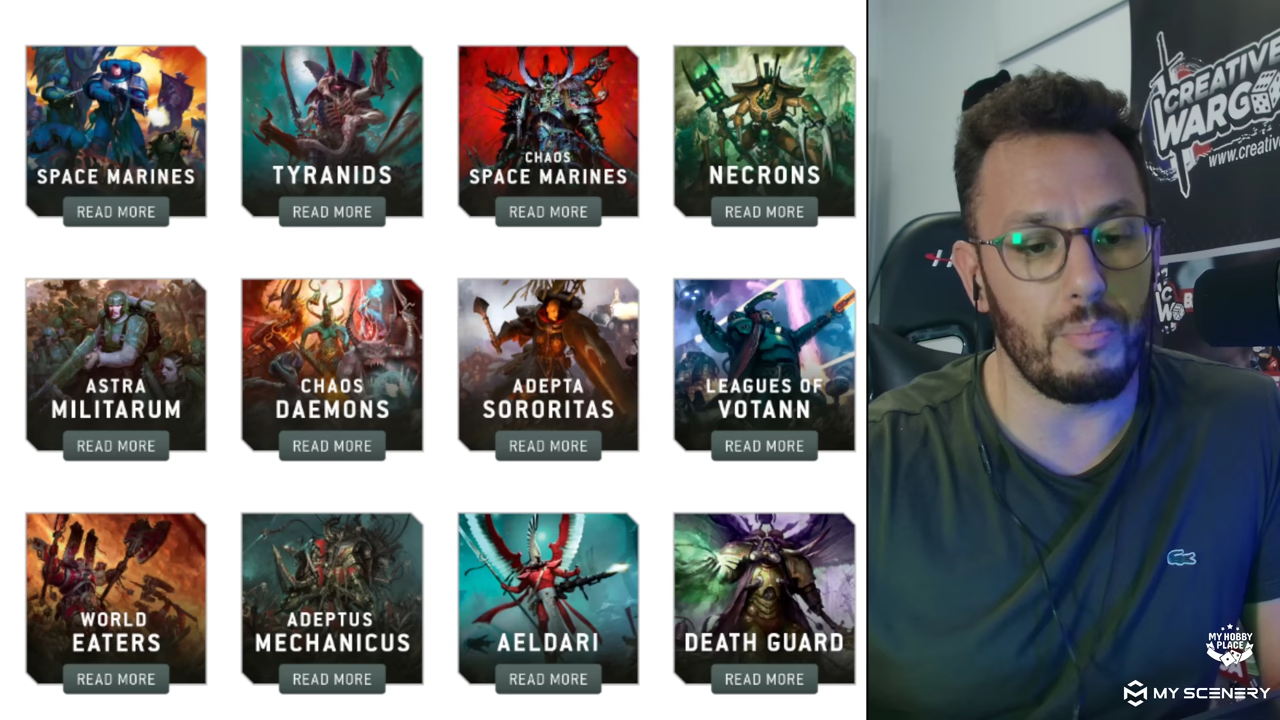 SPACE MARINES
READ MORE
TYRANIDS
READ MORE
CHAOS
SPACE MARINES
READ MORE
NECRONS
READ MORE
ASTRA
MILITARUM
READ MORE
CHAOS
DAEMONS
READ MORE
ADEPTA
SORORITAS
READ MORE
LEAGUES OF
VOTANN
READ MORE
WORLD
EATERS
READ MORE
ADEPTUS
MECHANICUS
READ MORE
AELDARI
READ MORE
DEATH GUARD
READ MORE
CREATIVE
WARG
www.creative
MY HOBBY
PLACE
MY SCENERY